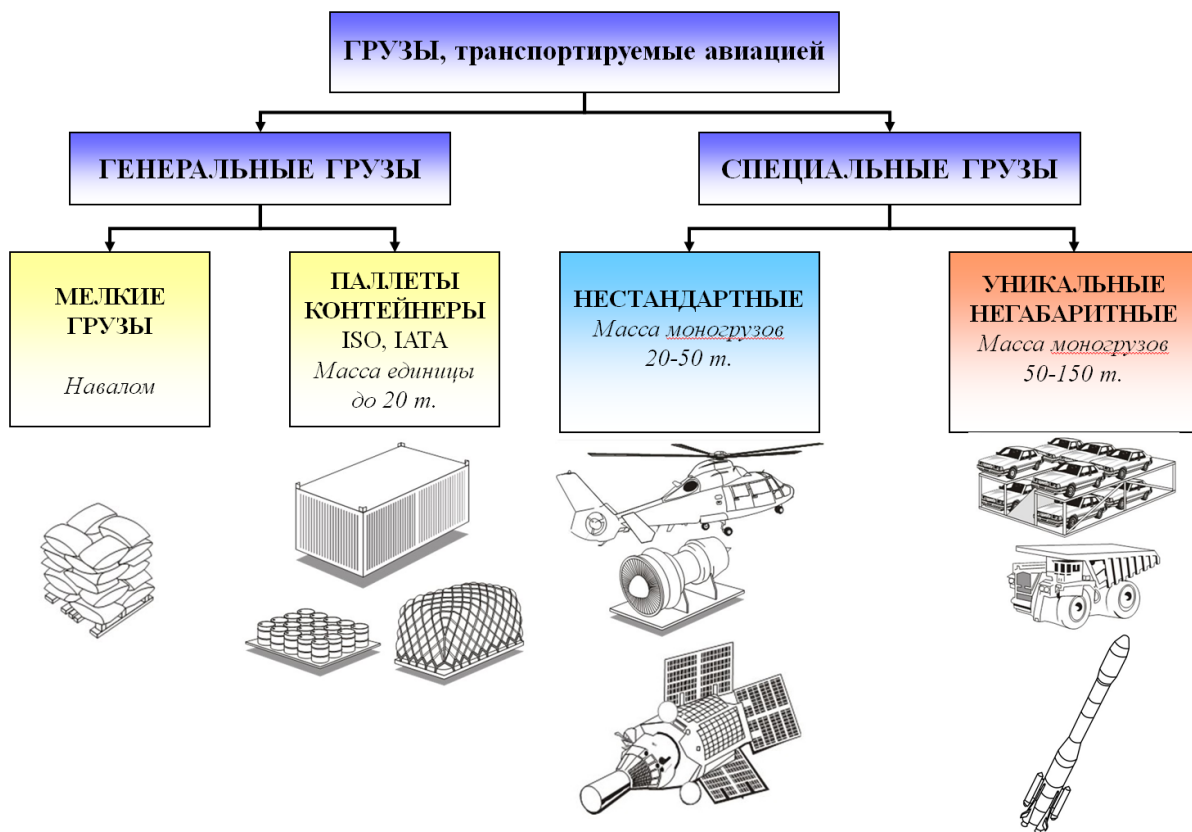 ГРУЗЫ, транспортируемые авиацией
ГЕНЕРАЛЬНЫЕ ГРУЗЫ
СПЕЦИАЛЬНЫЕ ГРУЗЫ
МЕЛКИЕ
ГРУЗЫ
Навалом
ПАЛЛЕТЫ
КОНТЕЙНЕРЫ
ISO, IATA
Масса единицы
до 20 т.
НЕСТАНДАРТНЫЕ
Масса моногрузов
20-50 т.
УНИКАЛЬНЫЕ
НЕГАБАРИТНЫЕ
Масса моногрузов
50-150 т.